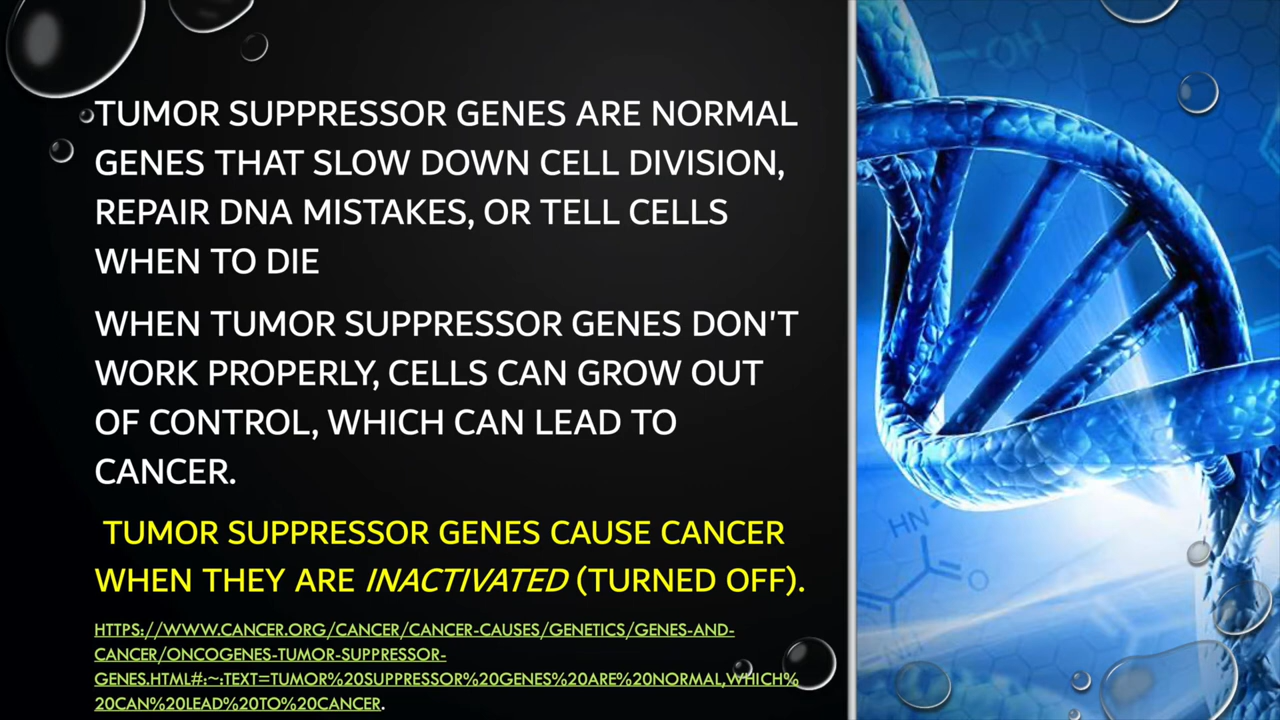 TUMOR SUPPRESSOR GENES ARE NORMAL
GENES THAT SLOW DOWN CELL DIVISION,
REPAIR DNA MISTAKES, OR TELL CELLS
WHEN TO DIE
WHEN TUMOR SUPPRESSOR GENES DON'T
WORK PROPERLY, CELLS CAN GROW OUT
OF CONTROL, WHICH CAN LEAD TO
CANCER.
TUMOR SUPPRESSOR GENES CAUSE CANCER
WHEN THEY ARE INACTIVATED (TURNED OFF).
HTTPS://WWW.CANCER.ORG/CANCER/CANCER-CAUSES/GENETICS/GENES-AND-
CANCER/ONCOGENES-TUMOR-SUPPRESSOR-
GENES.HTML#:~:TEXT=TUMOR%20SUPPRESSOR%20GENES%20ARE%20NORMAL,WHICH%
20CAN%20LEAD%20TO%20CANCER.
OH
HN
O